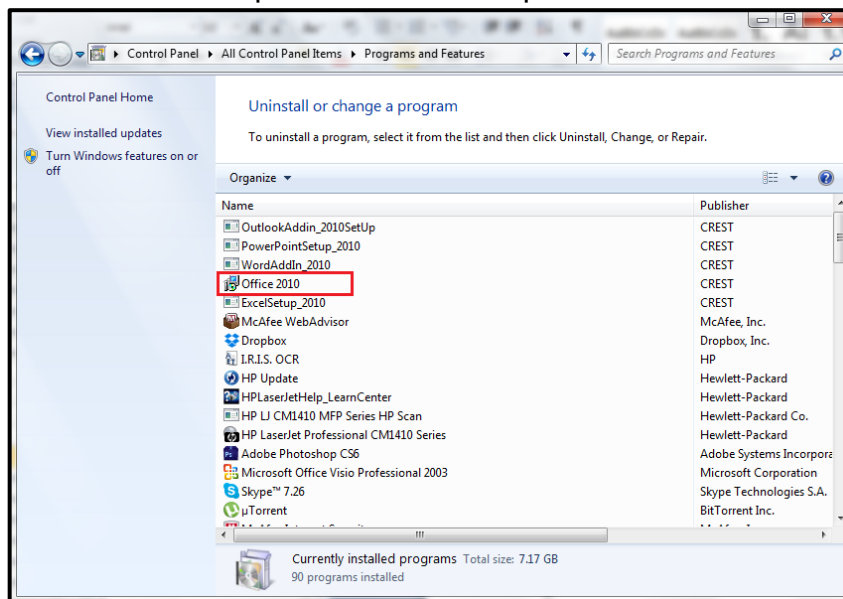 Control Panel ▸ All Control Panel Items ▸ Programs and Features
Search Programs and Features
Control Panel Home
View installed updates
Turn Windows features on or
off
Uninstall or change a program
To uninstall a program, select it from the list and then click Uninstall, Change, or Repair.
Organize
Name Publisher
OutlookAddin_2010SetUp CREST
PowerPointSetup_2010 CREST
WordAddIn_2010 CREST
Office 2010 CREST
ExcelSetup_2010 CREST
McAfee WebAdvisor McAfee, Inc.
Dropbox Dropbox, Inc.
I.R.I.S. OCR HP
HP Update Hewlett-Packard
HPLaserJetHelp_LearnCenter Hewlett-Packard
HP LJ CM1410 MFP Series HP Scan Hewlett-Packard Co.
HP LaserJet Professional CM1410 Series Hewlett-Packard
Adobe Photoshop CS6 Adobe Systems Incorpora
Microsoft Office Visio Professional 2003 Microsoft Corporation
Skype™ 7.26 Skype Technologies S.A.
µTorrent BitTorrent Inc.
Currently installed programs Total size: 7.17 GB
90 programs installed